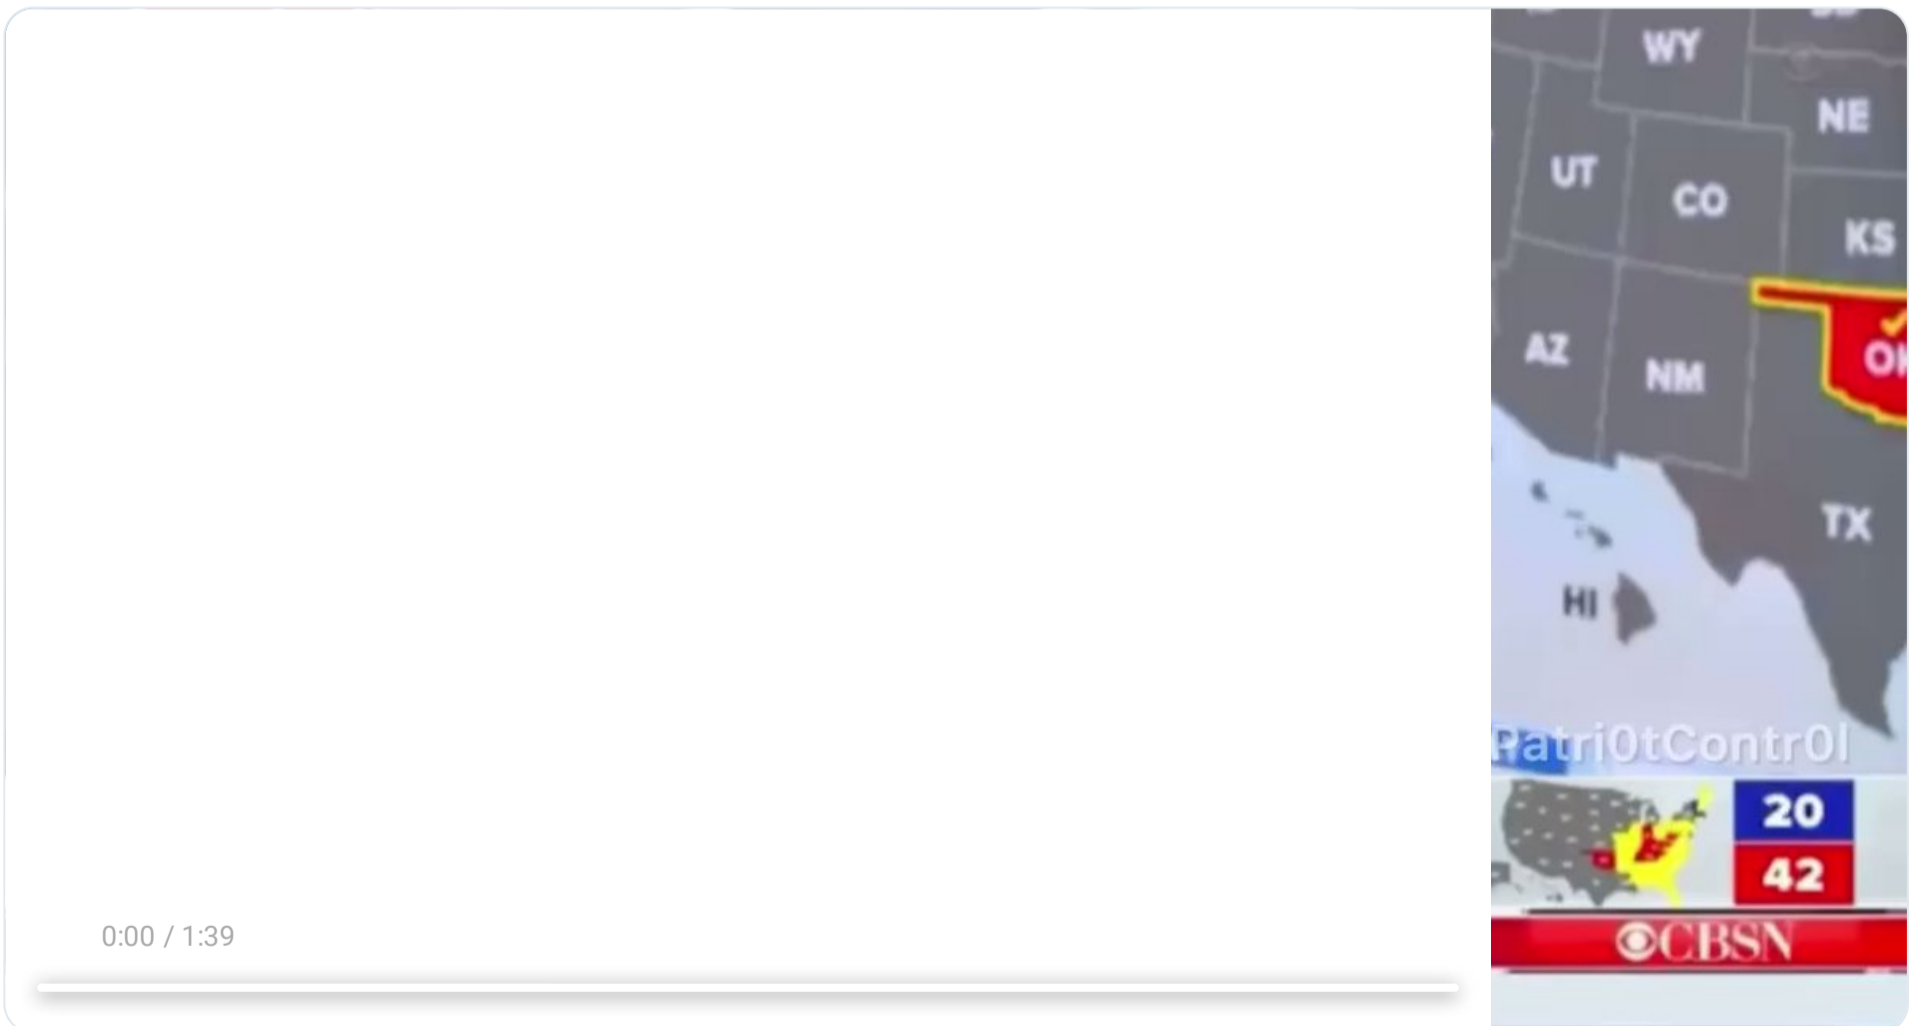 WY
NE
UT
CO
KS
AZ
NM
TX
HI
Patri0tContr0l
20
42
CBSN
0:00 / 1:39